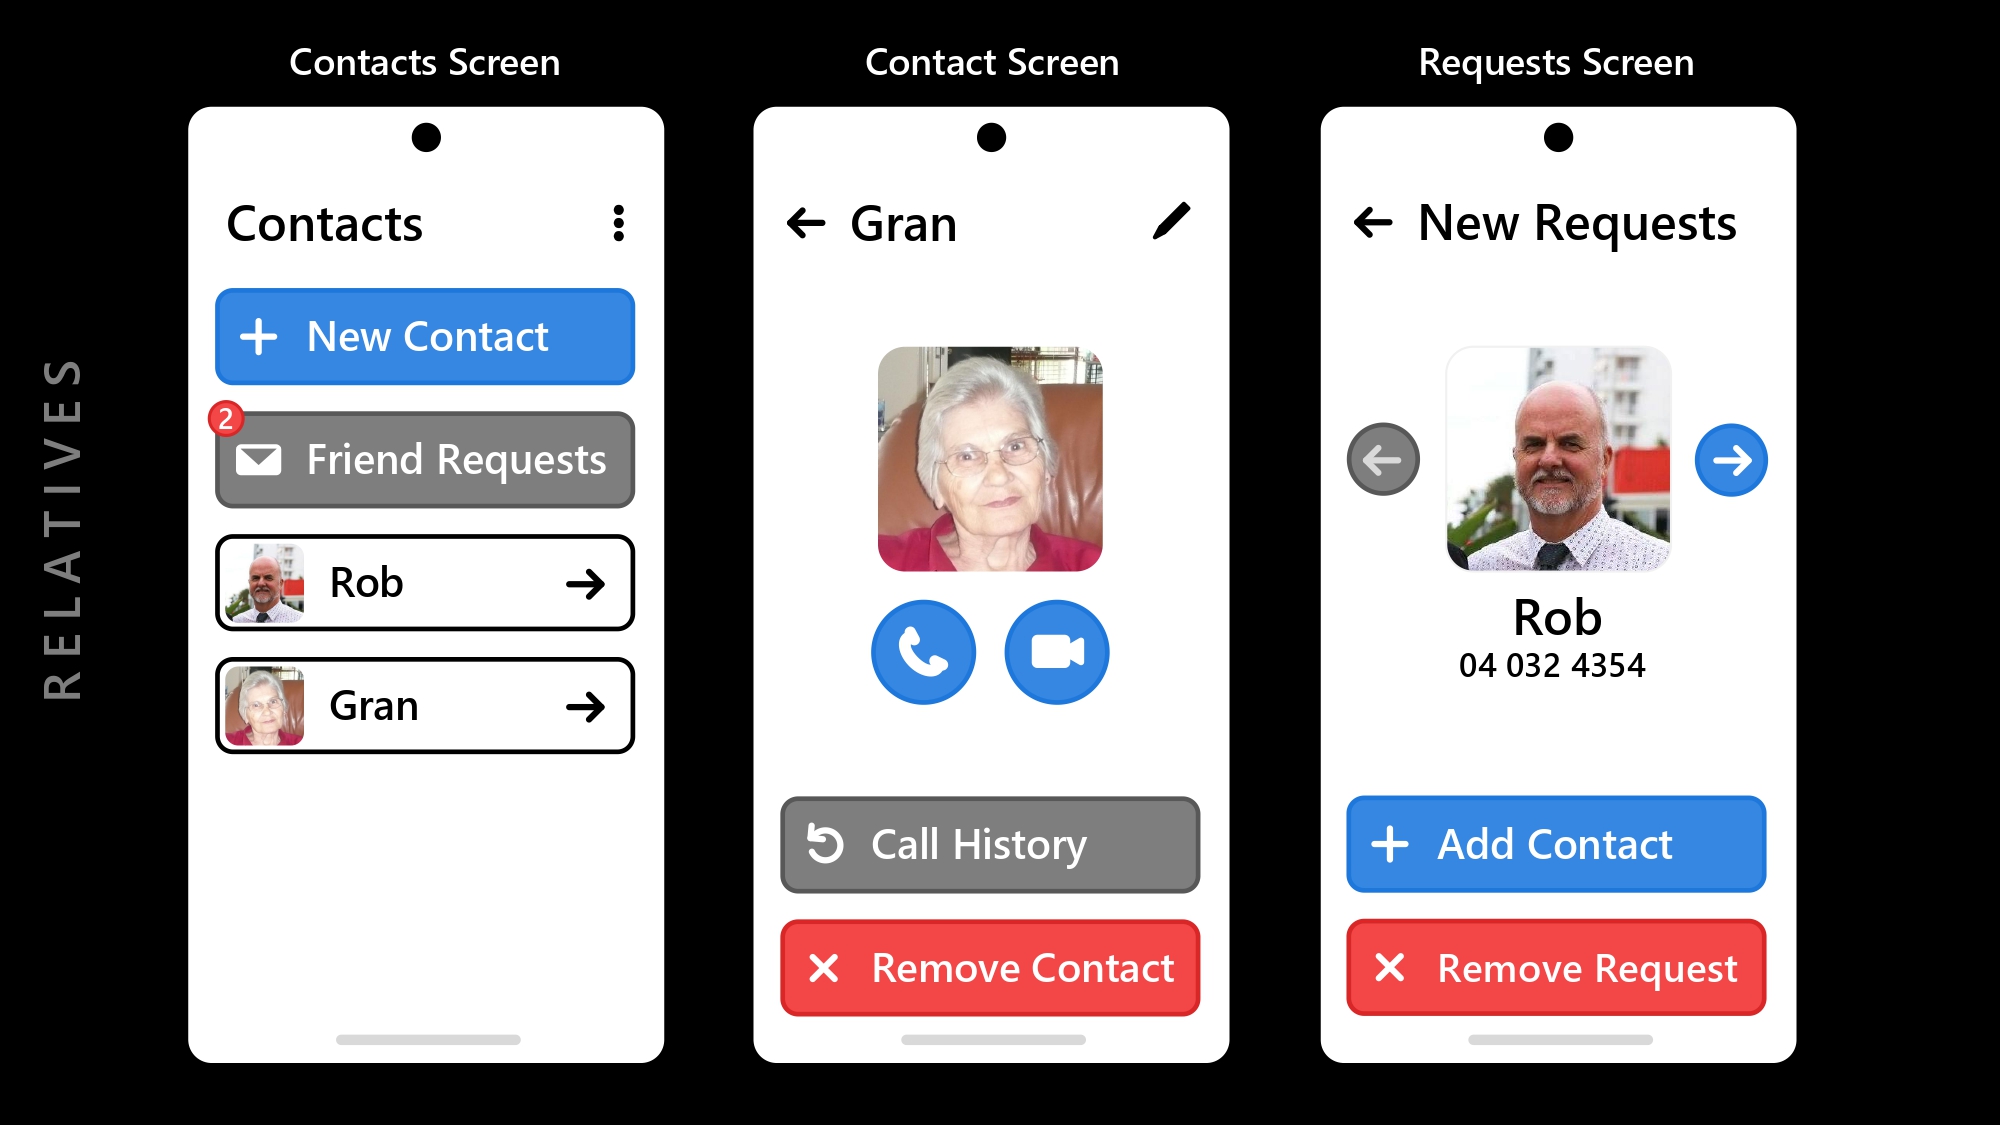 Contacts Screen
Contact Screen
Requests Screen
RELATIVES
Contacts
New Contact
2
Friend Requests
Rob
Gran
Gran
Call History
Remove Contact
New Requests
Rob
04 032 4354
Add Contact
Remove Request